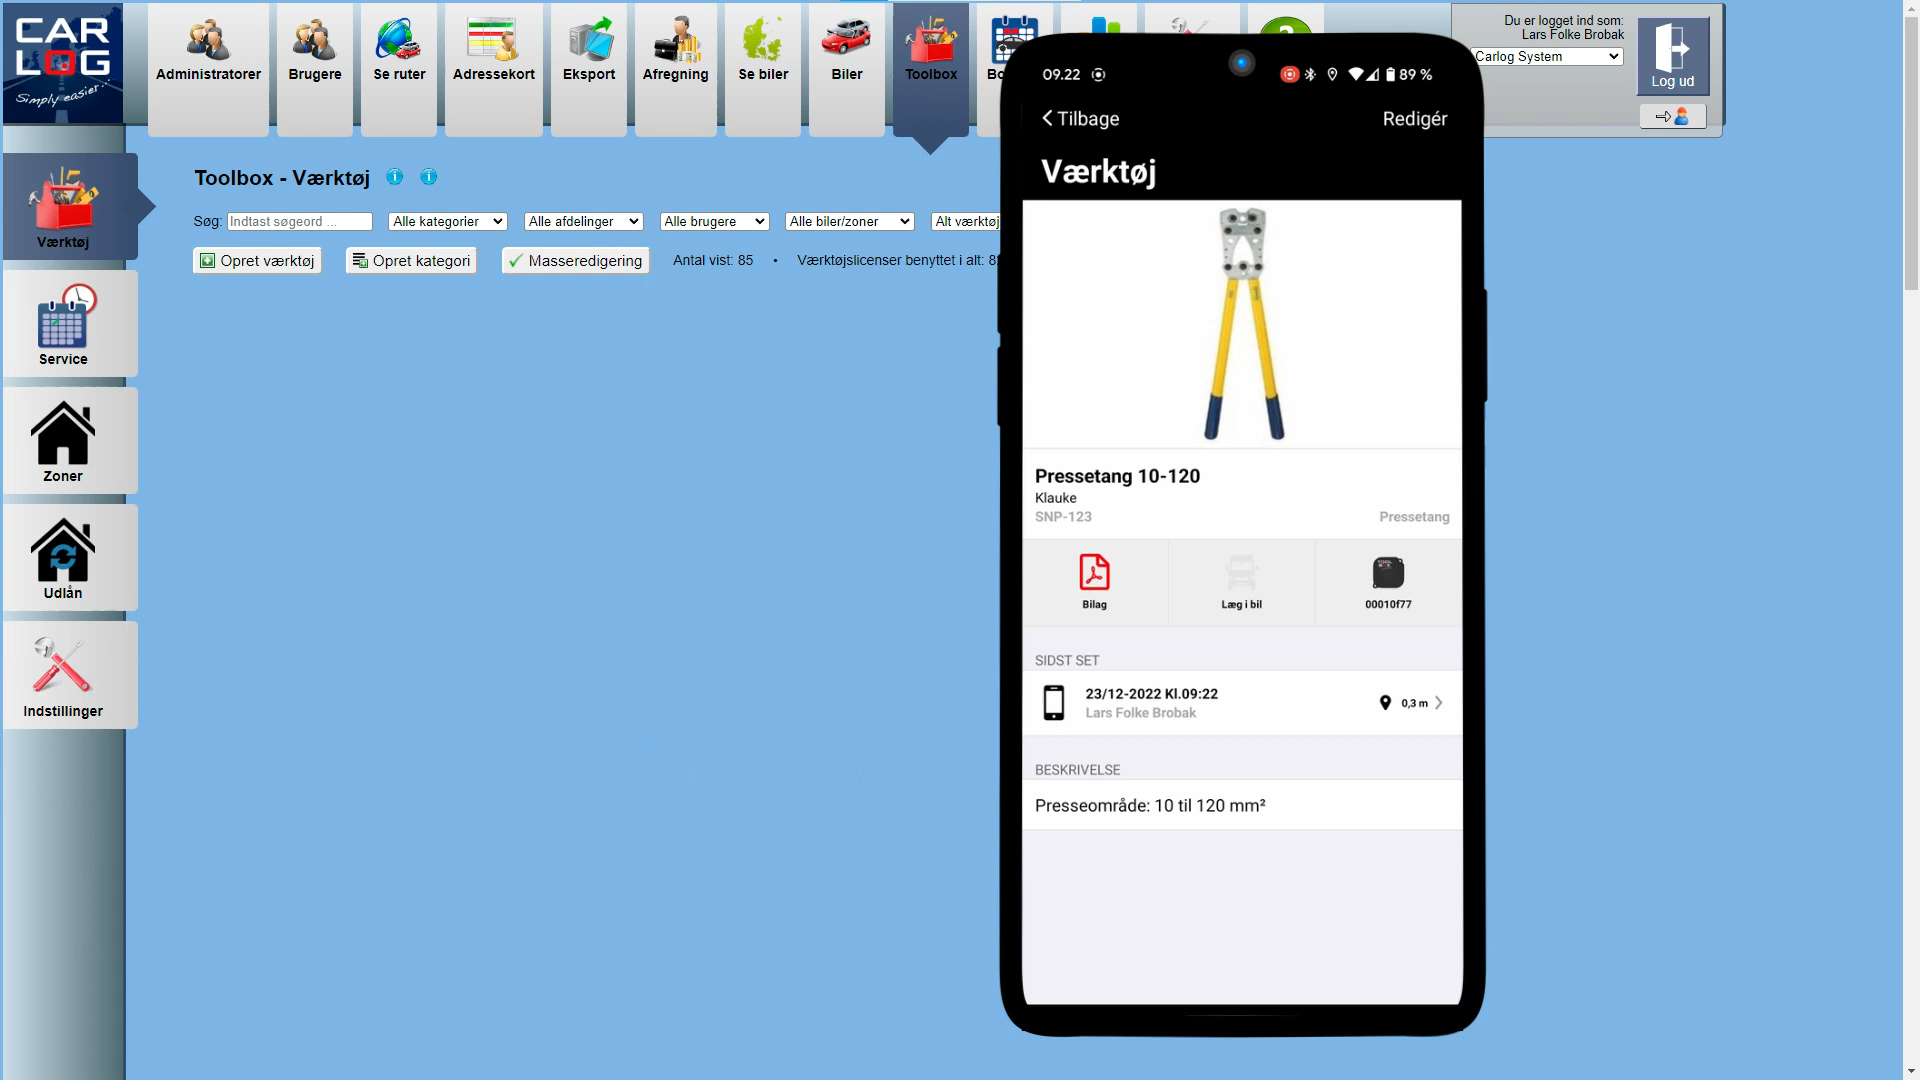 CAR
LOG
Simply easier...
Administratorer
Brugere
Se ruter
Adressekort
Eksport
Afregning
Se biler
Biler
Toolbox
Du er logget ind som:
Lars Folke Brobak
Carlog System
Log ud
Værktøj
Service
Zoner
Udlån
Indstillinger
Toolbox - Værktøj
Søg: Indtast søgeord ... Alle kategorier Alle afdelinger Alle brugere Alle biler/zoner Alt værktøj
Opret værktøj Opret kategori Masseredigering Antal vist: 85 • Værktøjslicenser benyttet i alt:
09.22 89 %
Tilbage Redigér
Værktøj
Pressetang 10-120
Klauke
SNP-123 Pressetang
Bilag Læg i bil 00010f77
SIDST SET
23/12-2022 Kl.09:22
Lars Folke Brobak
0,3 m
BESKRIVELSE
Presseområde: 10 til 120 mm²